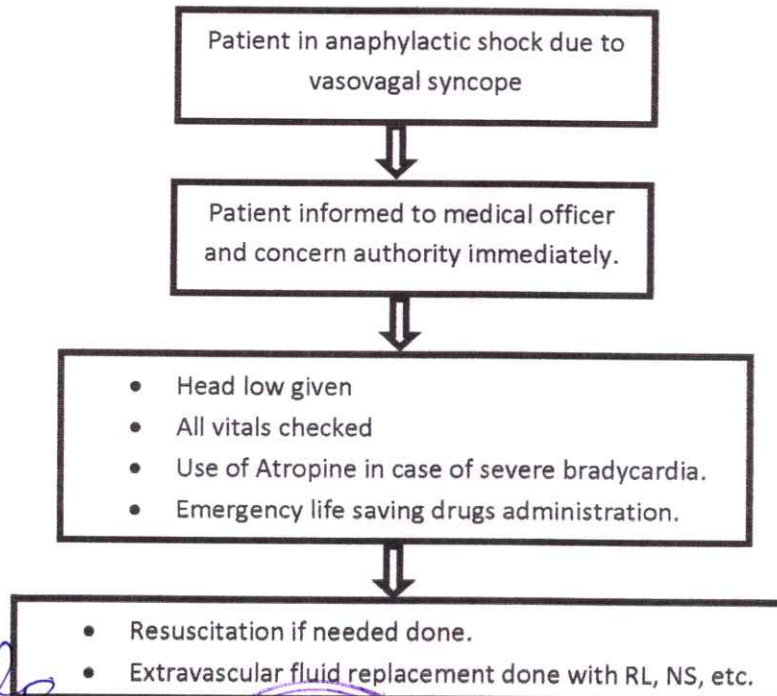 Patient in anaphylactic shock due to
vasovagal syncope
Patient informed to medical officer
and concern authority immediately.
• Head low given
• All vitals checked
• Use of Atropine in case of severe bradycardia.
• Emergency life saving drugs administration.
• Resuscitation if needed done.
• Extravascular fluid replacement done with RL, NS, etc.